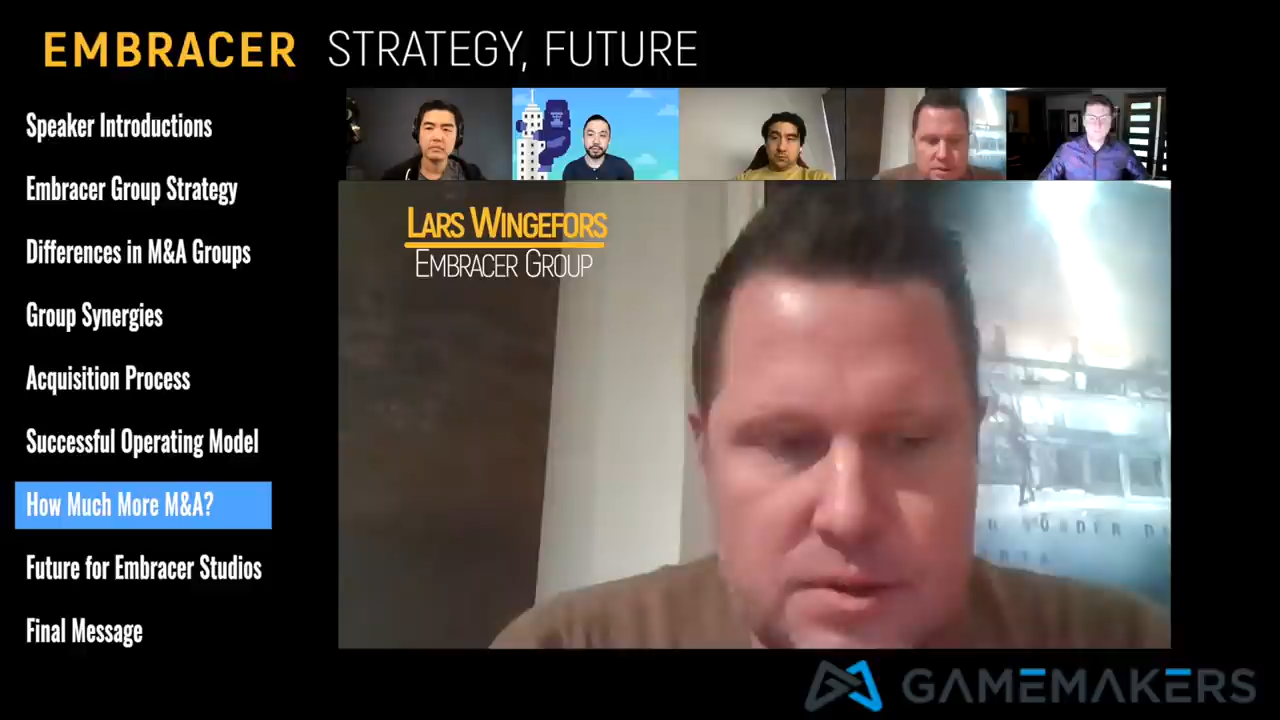 EMBRACER STRATEGY, FUTURE
Speaker Introductions
Embracer Group Strategy
Differences in M&A Groups
Group Synergies
Acquisition Process
Successful Operating Model
How Much More M&A?
Future for Embracer Studios
Final Message
LARS WINGEFORS
EMBRACER GROUP
GAMEMAKERS